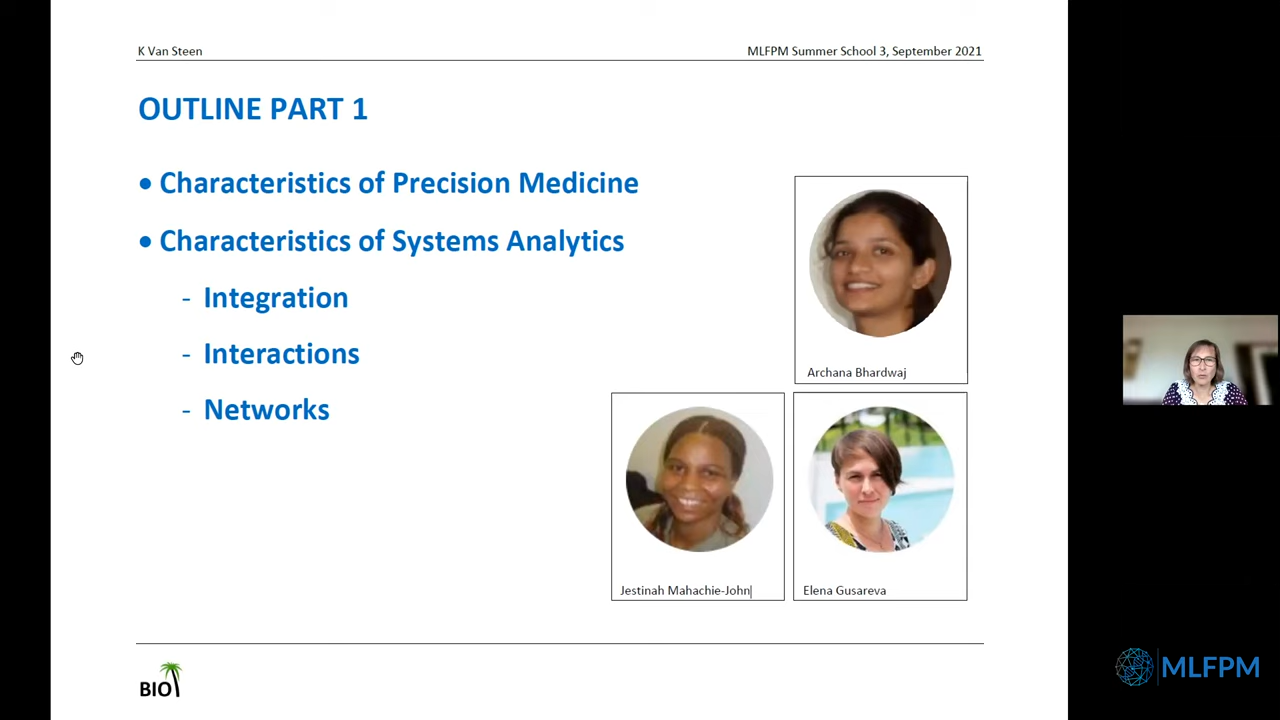 K Van Steen
MLFPM Summer School 3, September 2021
OUTLINE PART 1
• Characteristics of Precision Medicine
• Characteristics of Systems Analytics
- Integration
- Interactions
- Networks
Archana Bhardwaj
Jestinah Mahachie-John
Elena Gusareva
BIO
MLFPM